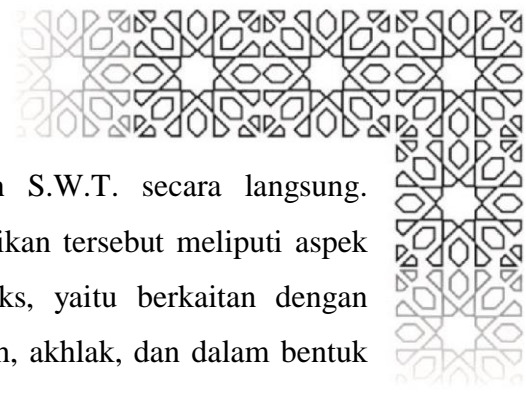 S.W.T. secara langsung.
ikan tersebut meliputi aspek
ks, yaitu berkaitan dengan
n, akhlak, dan dalam bentuk